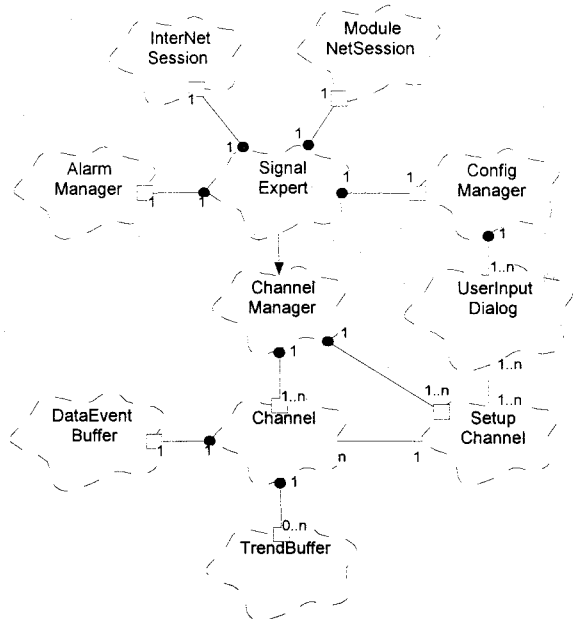 InterNet
Session
Module
NetSession
1
1
1
1
Alarm
Manager
Signal
Expert
Config
Manager
1
1
1
1
1
1..n
Channel
Manager
UserInput
Dialog
1
1
1..n
1..n
1..n
1..n
DataEvent
Buffer
Channel
Setup
Channel
1
1
n
1
1
0..n
TrendBuffer